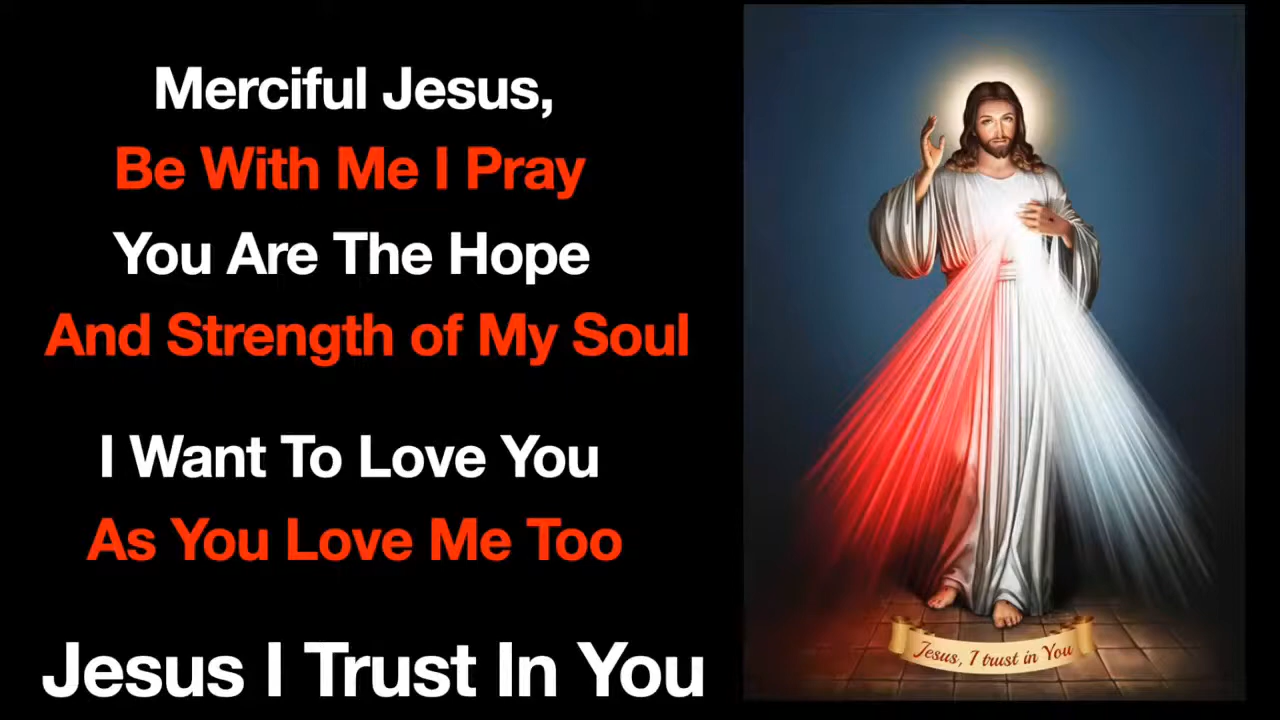 Merciful Jesus,
Be With Me I Pray
You Are The Hope
And Strength of My Soul
I Want To Love You
As You Love Me Too
Jesus I Trust In You
Jesus, I trust in You